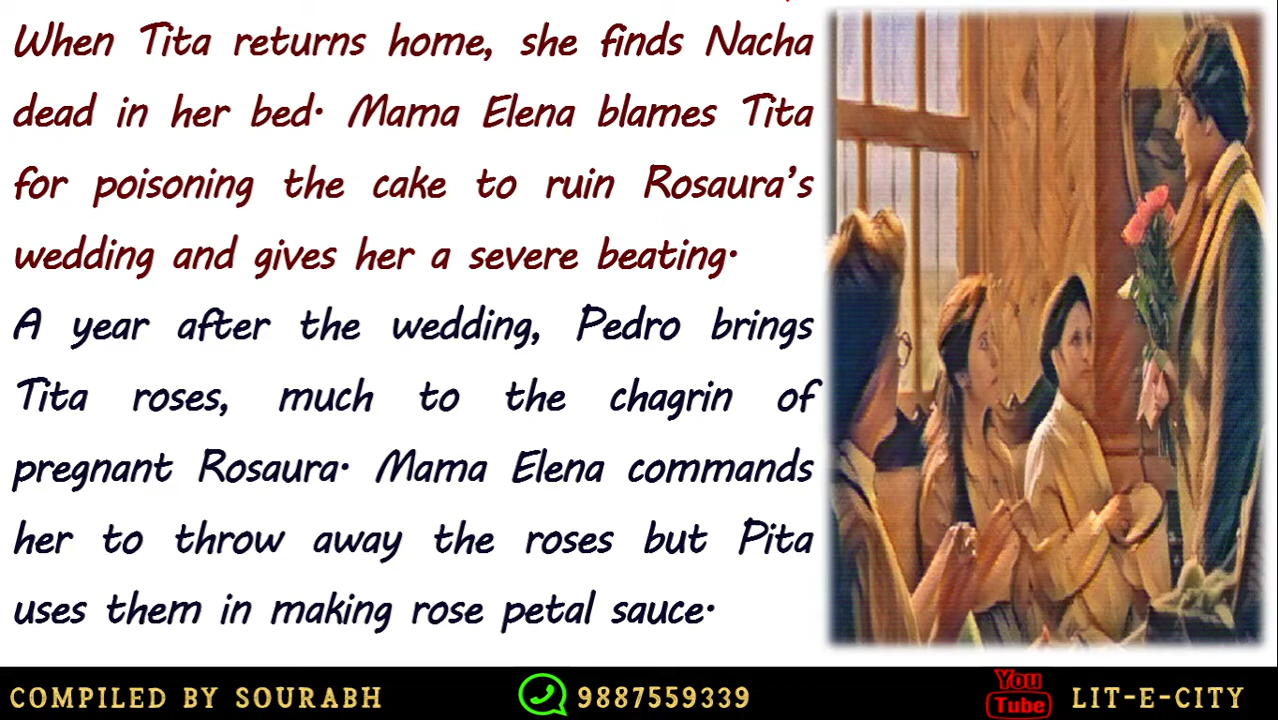 When Tita returns home, she finds Nacha
dead in her bed. Mama Elena blames Tita
for poisoning the cake to ruin Rosaura's
wedding and gives her a severe beating.
A year after the wedding, Pedro brings
Tita roses, much to the chagrin of
pregnant Rosaura. Mama Elena commands
her to throw away the roses but Pita
uses them in making rose petal sauce.
COMPILED BY SOURABH
9887559339
You
Tube
LIT-E-CITY